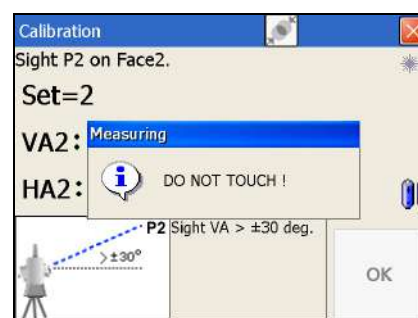 Calibration
Sight P2 on Face2.
Set=2
VA2:
Measuring
HA2:
DO NOT TOUCH !
P2
Sight VA > ±30 deg.
>±30°
OK